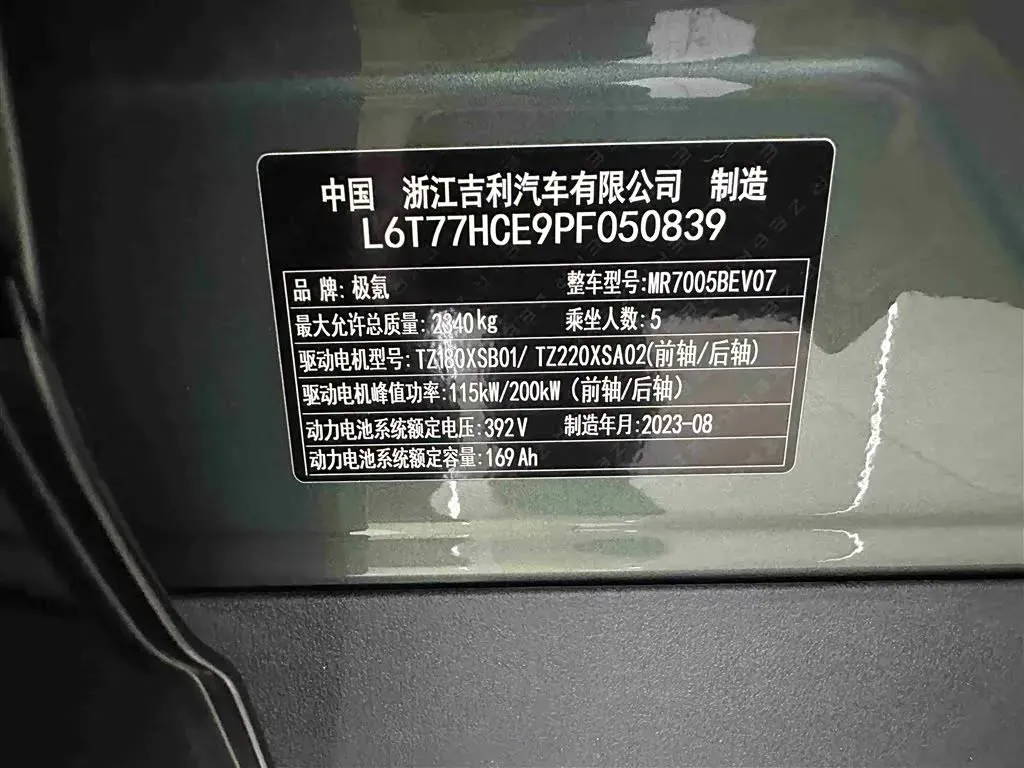 中国 浙江吉利汽车有限公司 制造
L6T77HCE9PF050839
品 牌: 极氪 整车型号:MR7005BEV07
最大允许总质量: 2340kg 乘坐人数: 5
驱动电机型号: TZ180XSB01/ TZ220XSA02(前轴/后轴)
驱动电机峰值功率:115kW/200kW (前轴/后轴)
动力电池系统额定电压:392V 制造年月:2023-08
动力电池系统额定容量:169Ah